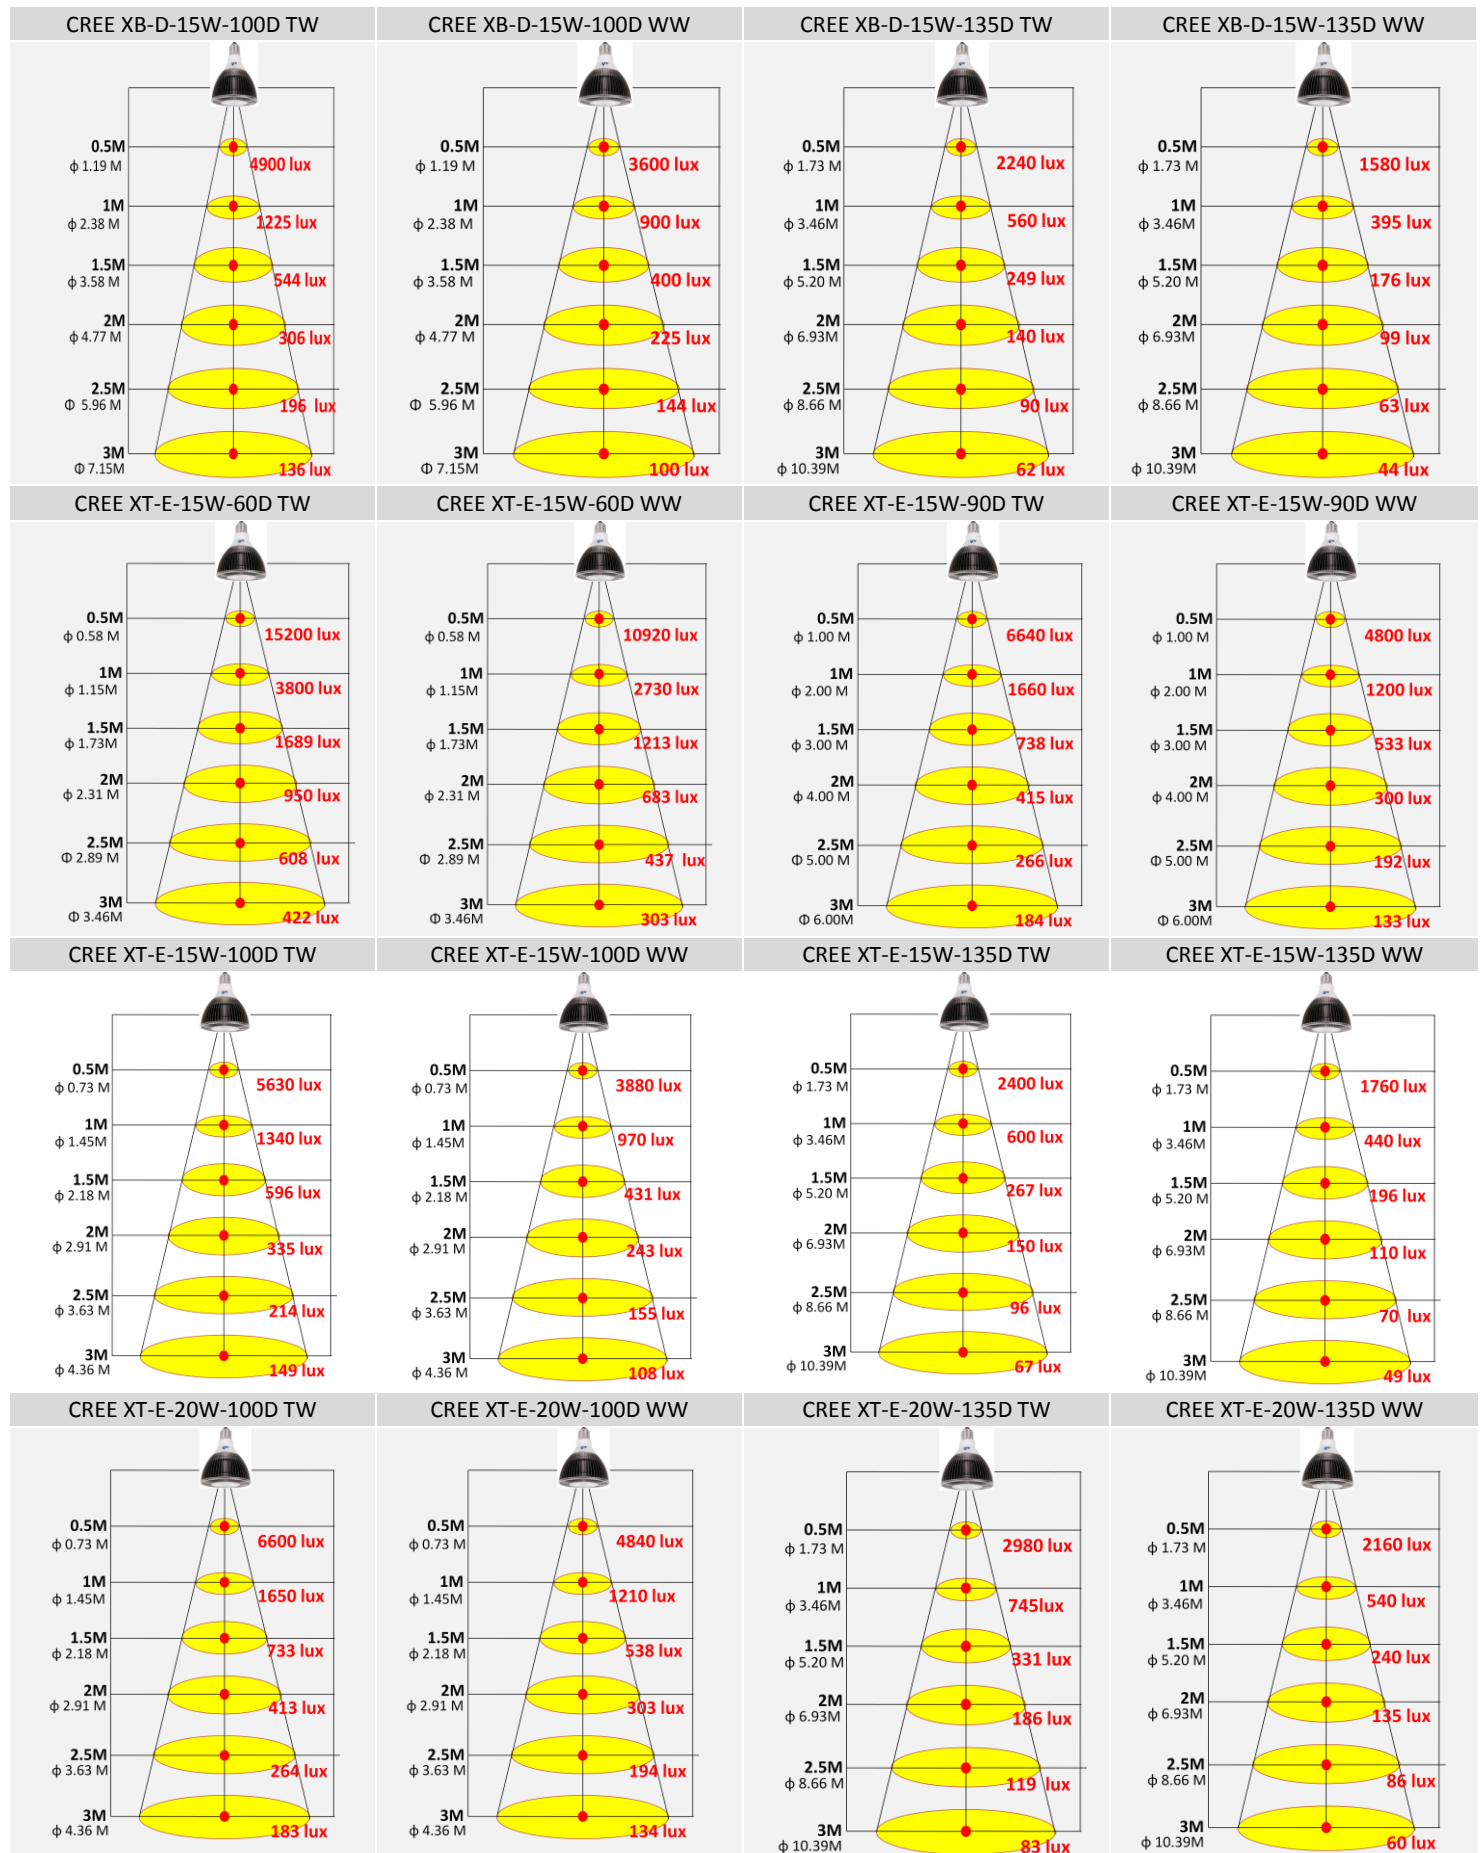 CREE XB-D-15W-100D TW
0.5M
ϕ 1.19 M
4900 lux
1M
ϕ 2.38 M
1225 lux
1.5M
ϕ 3.58 M
544 lux
2M
ϕ 4.77 M
306 lux
2.5M
Φ 5.96 M
196 lux
3M
Φ 7.15M
136 lux
CREE XB-D-15W-100D WW
0.5M
ϕ 1.19 M
3600 lux
1M
ϕ 2.38 M
900 lux
1.5M
ϕ 3.58 M
400 lux
2M
ϕ 4.77 M
225 lux
2.5M
Φ 5.96 M
144 lux
3M
Φ 7.15M
100 lux
CREE XB-D-15W-135D TW
0.5M
ϕ 1.73 M
2240 lux
1M
ϕ 3.46M
560 lux
1.5M
ϕ 5.20 M
249 lux
2M
ϕ 6.93M
140 lux
2.5M
ϕ 8.66 M
90 lux
3M
ϕ 10.39M
62 lux
CREE XB-D-15W-135D WW
0.5M
ϕ 1.73 M
1580 lux
1M
ϕ 3.46M
395 lux
1.5M
ϕ 5.20 M
176 lux
2M
ϕ 6.93M
99 lux
2.5M
ϕ 8.66 M
63 lux
3M
ϕ 10.39M
44 lux
CREE XT-E-15W-60D TW
0.5M
ϕ 0.58 M
15200 lux
1M
ϕ 1.15M
3800 lux
1.5M
ϕ 1.73M
1689 lux
2M
ϕ 2.31 M
950 lux
2.5M
Φ 2.89 M
608 lux
3M
Φ 3.46M
422 lux
CREE XT-E-15W-60D WW
0.5M
ϕ 0.58 M
10920 lux
1M
ϕ 1.15M
2730 lux
1.5M
ϕ 1.73M
1213 lux
2M
ϕ 2.31 M
683 lux
2.5M
Φ 2.89 M
437 lux
3M
Φ 3.46M
303 lux
CREE XT-E-15W-90D TW
0.5M
ϕ 1.00 M
6640 lux
1M
ϕ 2.00 M
1660 lux
1.5M
ϕ 3.00 M
738 lux
2M
ϕ 4.00 M
415 lux
2.5M
Φ 5.00 M
266 lux
3M
Φ 6.00M
184 lux
CREE XT-E-15W-90D WW
0.5M
ϕ 1.00 M
4800 lux
1M
ϕ 2.00 M
1200 lux
1.5M
ϕ 3.00 M
533 lux
2M
ϕ 4.00 M
300 lux
2.5M
Φ 5.00 M
192 lux
3M
Φ 6.00M
133 lux
CREE XT-E-15W-100D TW
0.5M
ϕ 0.73 M
5630 lux
1M
ϕ 1.45M
1340 lux
1.5M
ϕ 2.18 M
596 lux
2M
ϕ 2.91 M
335 lux
2.5M
ϕ 3.63 M
214 lux
3M
ϕ 4.36 M
149 lux
CREE XT-E-15W-100D WW
0.5M
ϕ 0.73 M
3880 lux
1M
ϕ 1.45M
970 lux
1.5M
ϕ 2.18 M
431 lux
2M
ϕ 2.91 M
243 lux
2.5M
ϕ 3.63 M
155 lux
3M
ϕ 4.36 M
108 lux
CREE XT-E-15W-135D TW
0.5M
ϕ 1.73 M
2400 lux
1M
ϕ 3.46M
600 lux
1.5M
ϕ 5.20 M
267 lux
2M
ϕ 6.93M
150 lux
2.5M
ϕ 8.66 M
96 lux
3M
ϕ 10.39M
67 lux
CREE XT-E-15W-135D WW
0.5M
ϕ 1.73 M
1760 lux
1M
ϕ 3.46M
440 lux
1.5M
ϕ 5.20 M
196 lux
2M
ϕ 6.93M
110 lux
2.5M
ϕ 8.66 M
70 lux
3M
ϕ 10.39M
49 lux
CREE XT-E-20W-100D TW
0.5M
ϕ 0.73 M
6600 lux
1M
ϕ 1.45M
1650 lux
1.5M
ϕ 2.18 M
733 lux
2M
ϕ 2.91 M
413 lux
2.5M
ϕ 3.63 M
264 lux
3M
ϕ 4.36 M
183 lux
CREE XT-E-20W-100D WW
0.5M
ϕ 0.73 M
4840 lux
1M
ϕ 1.45M
1210 lux
1.5M
ϕ 2.18 M
538 lux
2M
ϕ 2.91 M
303 lux
2.5M
ϕ 3.63 M
194 lux
3M
ϕ 4.36 M
134 lux
CREE XT-E-20W-135D TW
0.5M
ϕ 1.73 M
2980 lux
1M
ϕ 3.46M
745lux
1.5M
ϕ 5.20 M
331 lux
2M
ϕ 6.93M
186 lux
2.5M
ϕ 8.66 M
119 lux
3M
ϕ 10.39M
83 lux
CREE XT-E-20W-135D WW
0.5M
ϕ 1.73 M
2160 lux
1M
ϕ 3.46M
540 lux
1.5M
ϕ 5.20 M
240 lux
2M
ϕ 6.93M
135 lux
2.5M
ϕ 8.66 M
86 lux
3M
ϕ 10.39M
60 lux